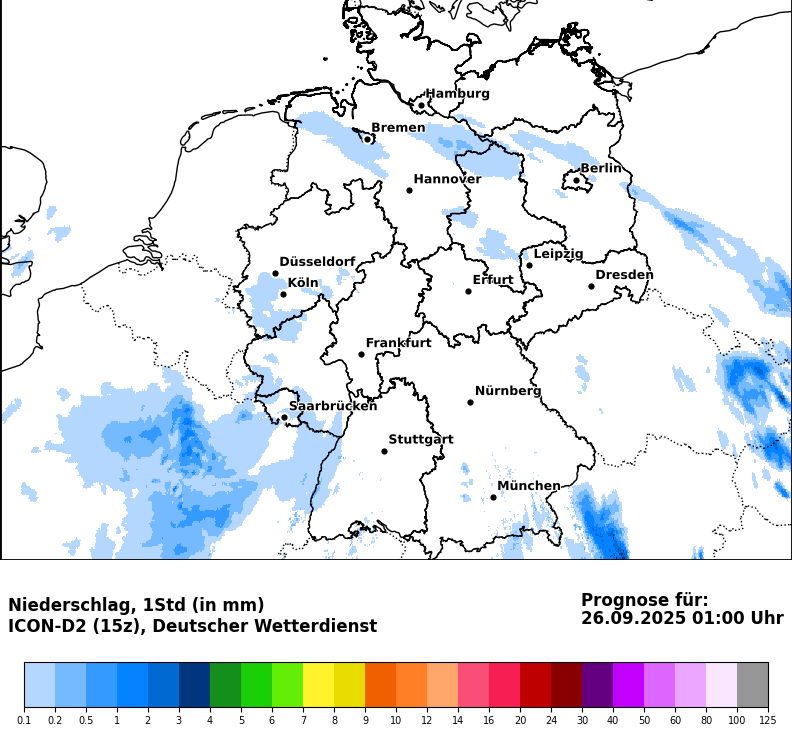 Hamburg
Bremen
Berlin
Hannover
Leipzig
Düsseldorf
Dresden
Köln
Erfurt
Frankfurt
Nürnberg
Saarbrücken
Stuttgart
München
Niederschlag, 1Std (in mm)
ICON-D2 (15z), Deutscher Wetterdienst
Prognose für:
26.09.2025 01:00 Uhr
0.1 0.2 0.5 1 2 3 4 5 6 7 8 9 10 12 14 16 20 24 30 40 50 60 80 100 125